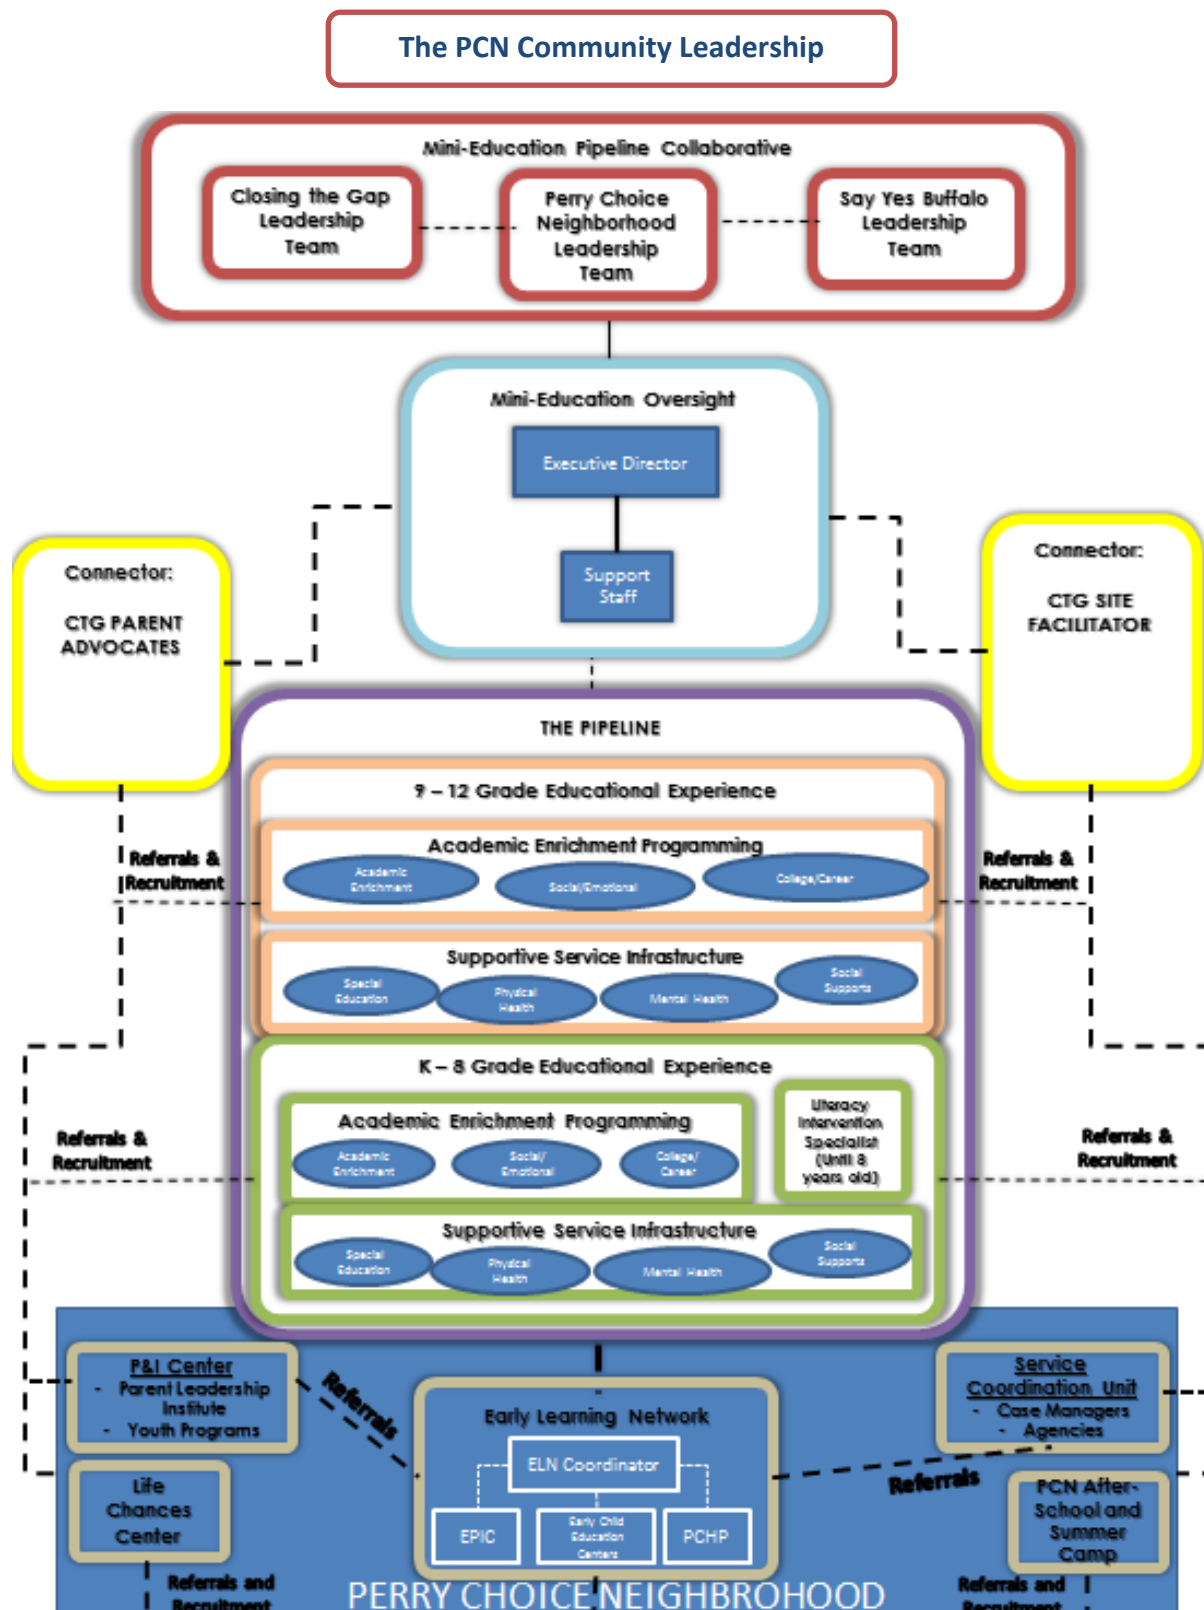 The PCN Community Leadership
Mini-Education Pipeline Collaborative
Closing the Gap
Leadership
Team
Perry Choice
Neighborhood
Leadership
Team
Say Yes Buffalo
Leadership
Team
Mini-Education Oversight
Executive Director
Support
Staff
Connector:
CTG PARENT
ADVOCATES
Connector:
CTG SITE
FACILITATOR
THE PIPELINE
9 – 12 Grade Educational Experience
Academic Enrichment Programming
Academic
Enrichment
Social/Emotional
College/Career
Referrals &
Recruitment
Referrals &
Recruitment
Supportive Service Infrastructure
Special
Education
Physical
Health
Mental Health
Social
Supports
K – 8 Grade Educational Experience
Academic Enrichment Programming
Academic
Enrichment
Social/
Emotional
College/
Career
Literacy
Intervention
Specialist
(Until 8
years old)
Referrals &
Recruitment
Referrals &
Recruitment
Supportive Service Infrastructure
Special
Education
Physical
Health
Mental Health
Social
Supports
P&I Center
- Parent Leadership
Institute
- Youth Programs
Referrals
Early Learning Network
ELN Coordinator
EPIC
Early Child
Education
Centers
PCHP
Service
Coordination Unit
- Case Managers
- Agencies
Referrals
Life
Chances
Center
PCN After-
School and
Summer
Camp
Referrals and
Recruitment
PERRY CHOICE NEIGHBROHOOD
Referrals and
Recruitment